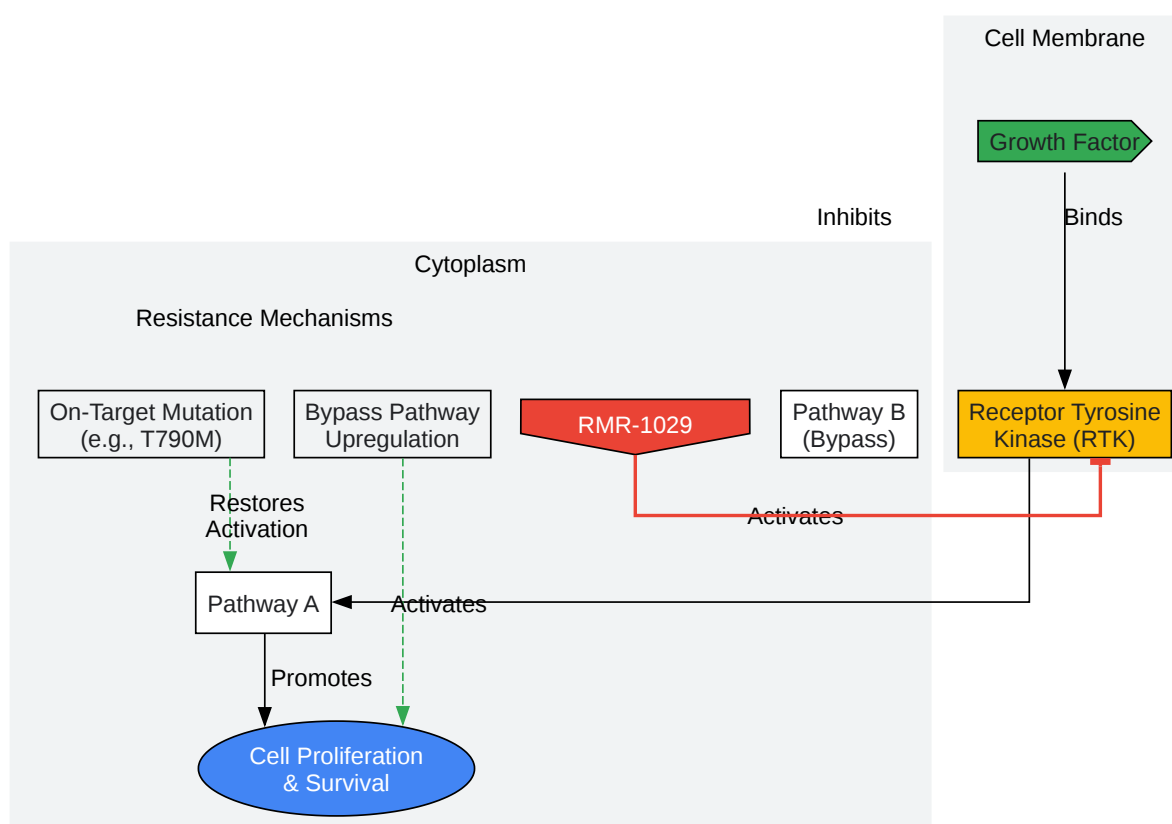 Cell Membrane
Growth Factor
Inhibits
Binds
Cytoplasm
Resistance Mechanisms
On-Target Mutation
(e.g., T790M)
Bypass Pathway
Upregulation
RMR-1029
Pathway B
(Bypass)
Receptor Tyrosine
Kinase (RTK)
Restores
Activation
Activates
Pathway A
Activates
Promotes
Cell Proliferation
& Survival